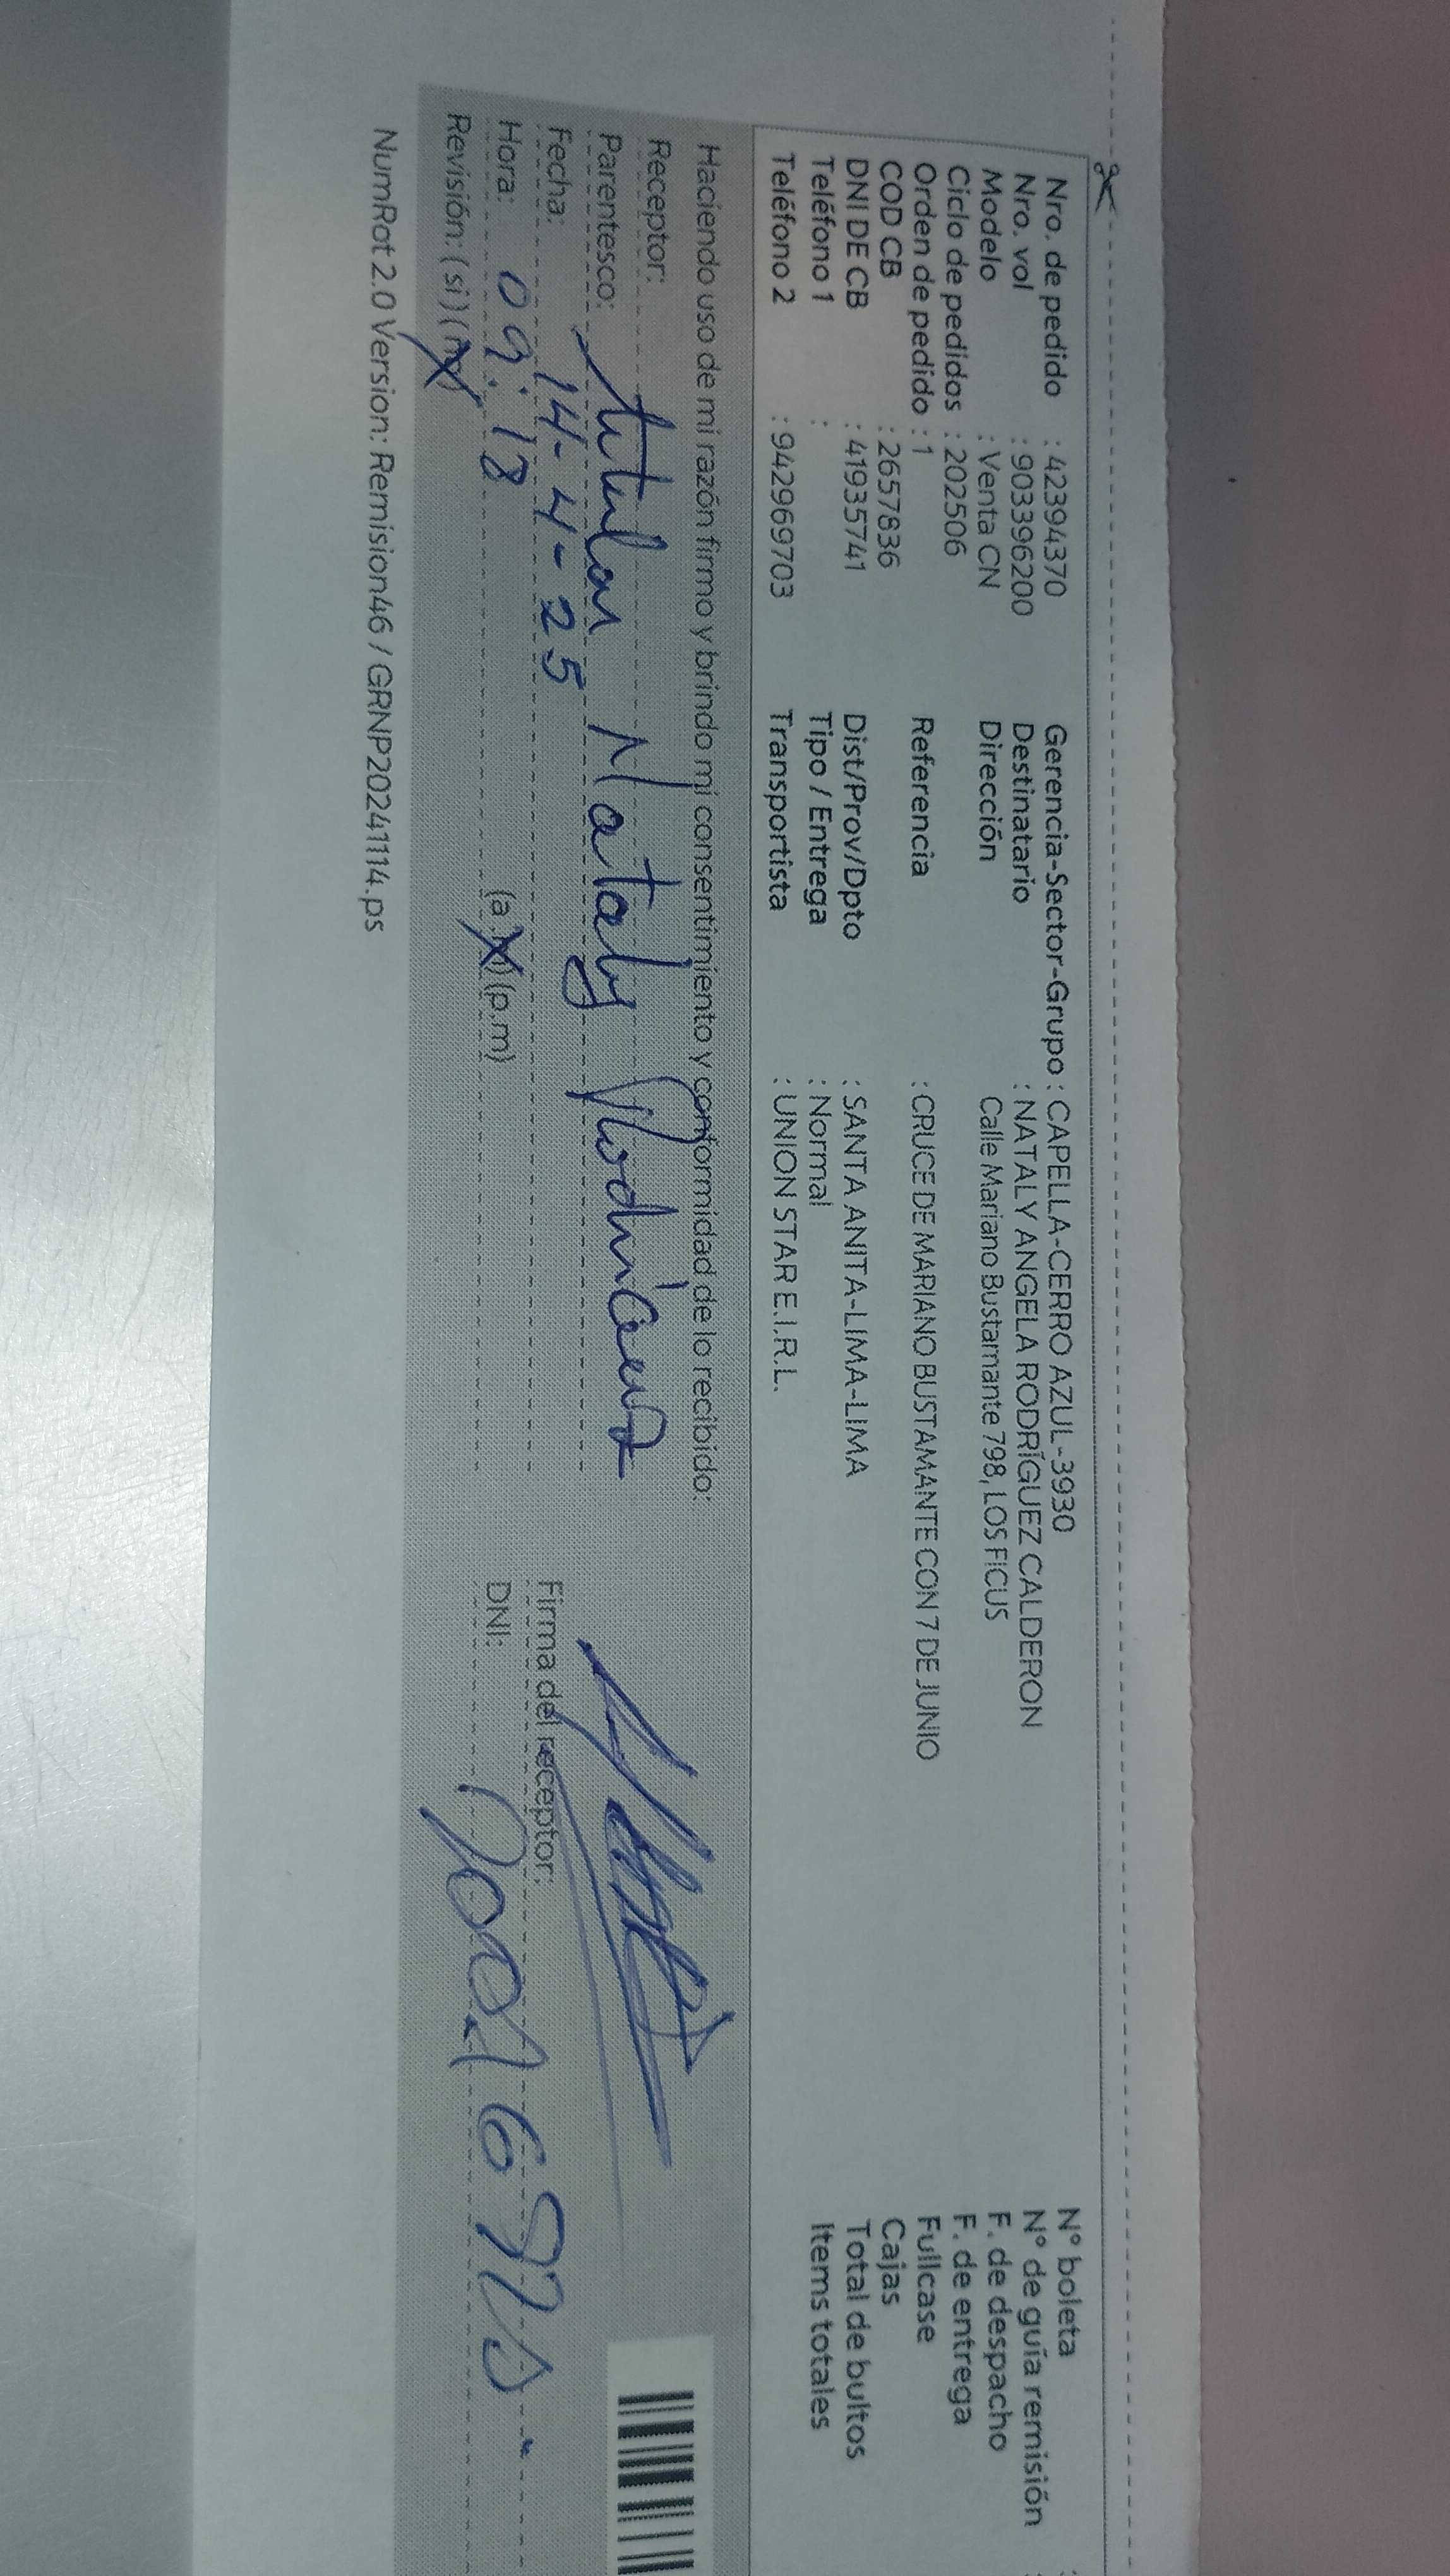 Nro. de pedido : 42394370
Nro. vol : 903396200
Modelo : Venta CN
Ciclo de pedidos : 202506
Orden de pedido : 1
COD CB : 2657836
DNI DE CB : 41935741
Teléfono 1 :
Teléfono 2 : 942969703
Gerencia-Sector-Grupo : CAPELLA-CERRO AZUL-3930
Destinatario : NATALY ANGELA RODRÍGUEZ CALDERON
Dirección Calle Mariano Bustamante 798, LOS FICUS
Referencia : CRUCE DE MARIANO BUSTAMANTE CON 7 DE JUNIO
Dist/Prov/Dpto : SANTA ANITA-LIMA-LIMA
Tipo / Entrega : Normal
Transportista : UNION STAR E.I.R.L.
N° boleta
N° de guía remisión :
F. de despacho
F. de entrega
Fullcase
Cajas
Total de bultos
Items totales
Haciendo uso de mi razón firmo y brindo mi consentimiento y conformidad de lo recibido:
Receptor:
Parentesco: titular Nataly
Fecha: 14-4-25
Hora: 09:18 (a.m) (p.m)
Revisión: (si) (no)
Firma del receptor:
DNI:
NumRot 2.0 Version: Remision46 / GRNP20241114.ps